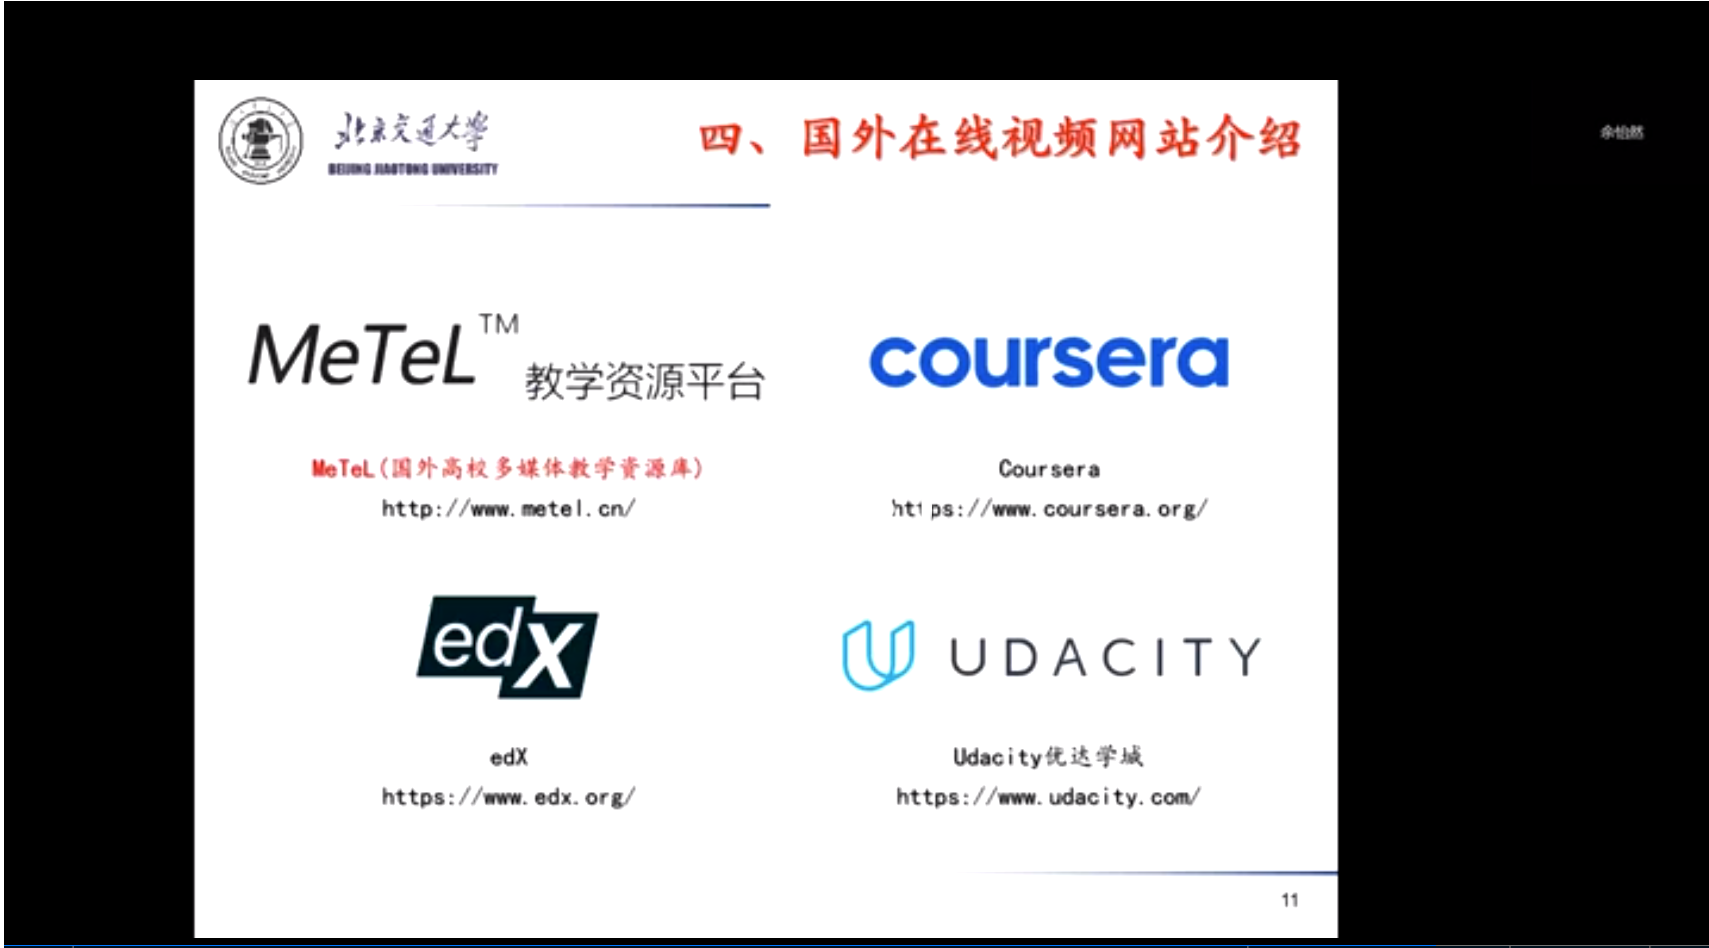 北京交通大学
BEIJING JIAOTONG UNIVERSITY
四、国外在线视频网站介绍
余怡然
MeTeL™
教学资源平台
coursera
MeTeL(国外高校多媒体教学资源库)
http://www.metel.cn/
Coursera
https://www.coursera.org/
edX
UDACITY
edX
https://www.edx.org/
Udacity优达学城
https://www.udacity.com/
11